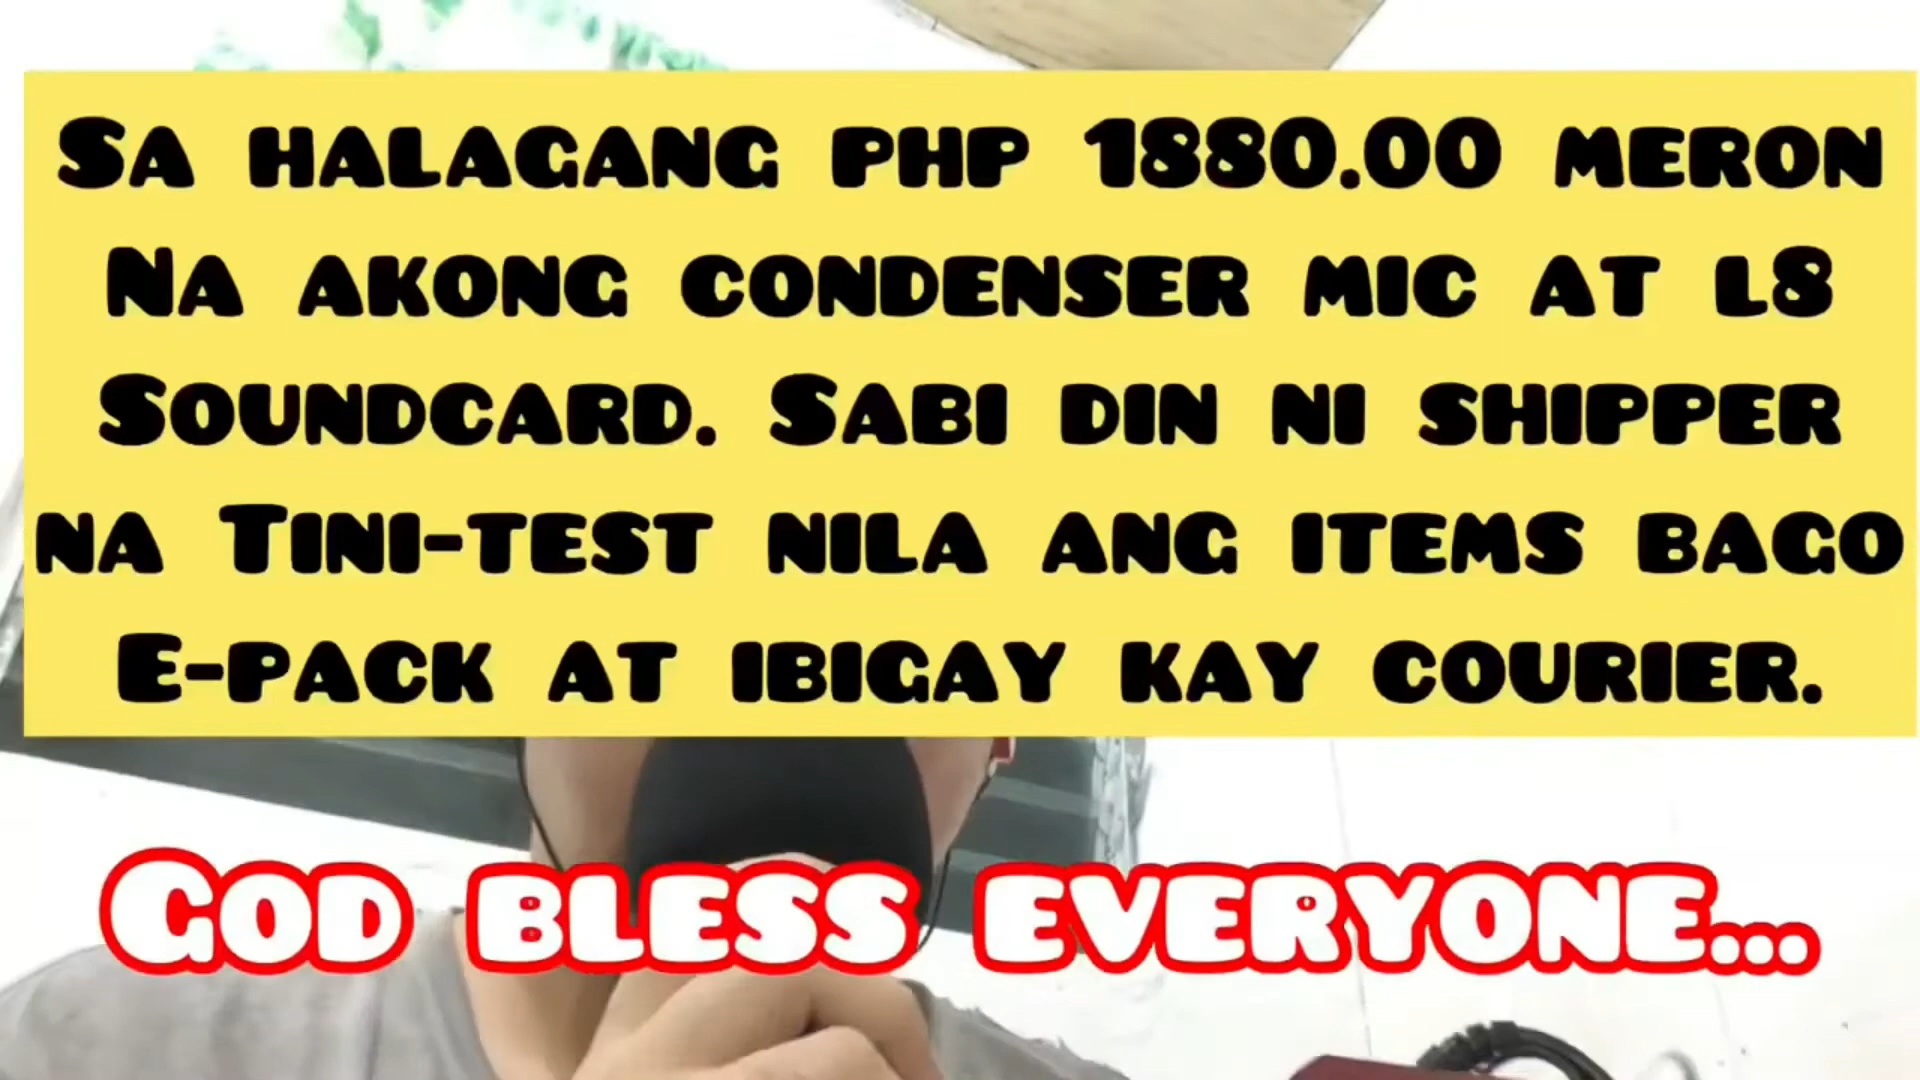 Sa halagang php 1880.00 meron
Na akong condenser mic at l8
Soundcard. Sabi din ni shipper
na Tini-test nila ang items bago
E-pack at ibigay kay courier.
God bless everyone...